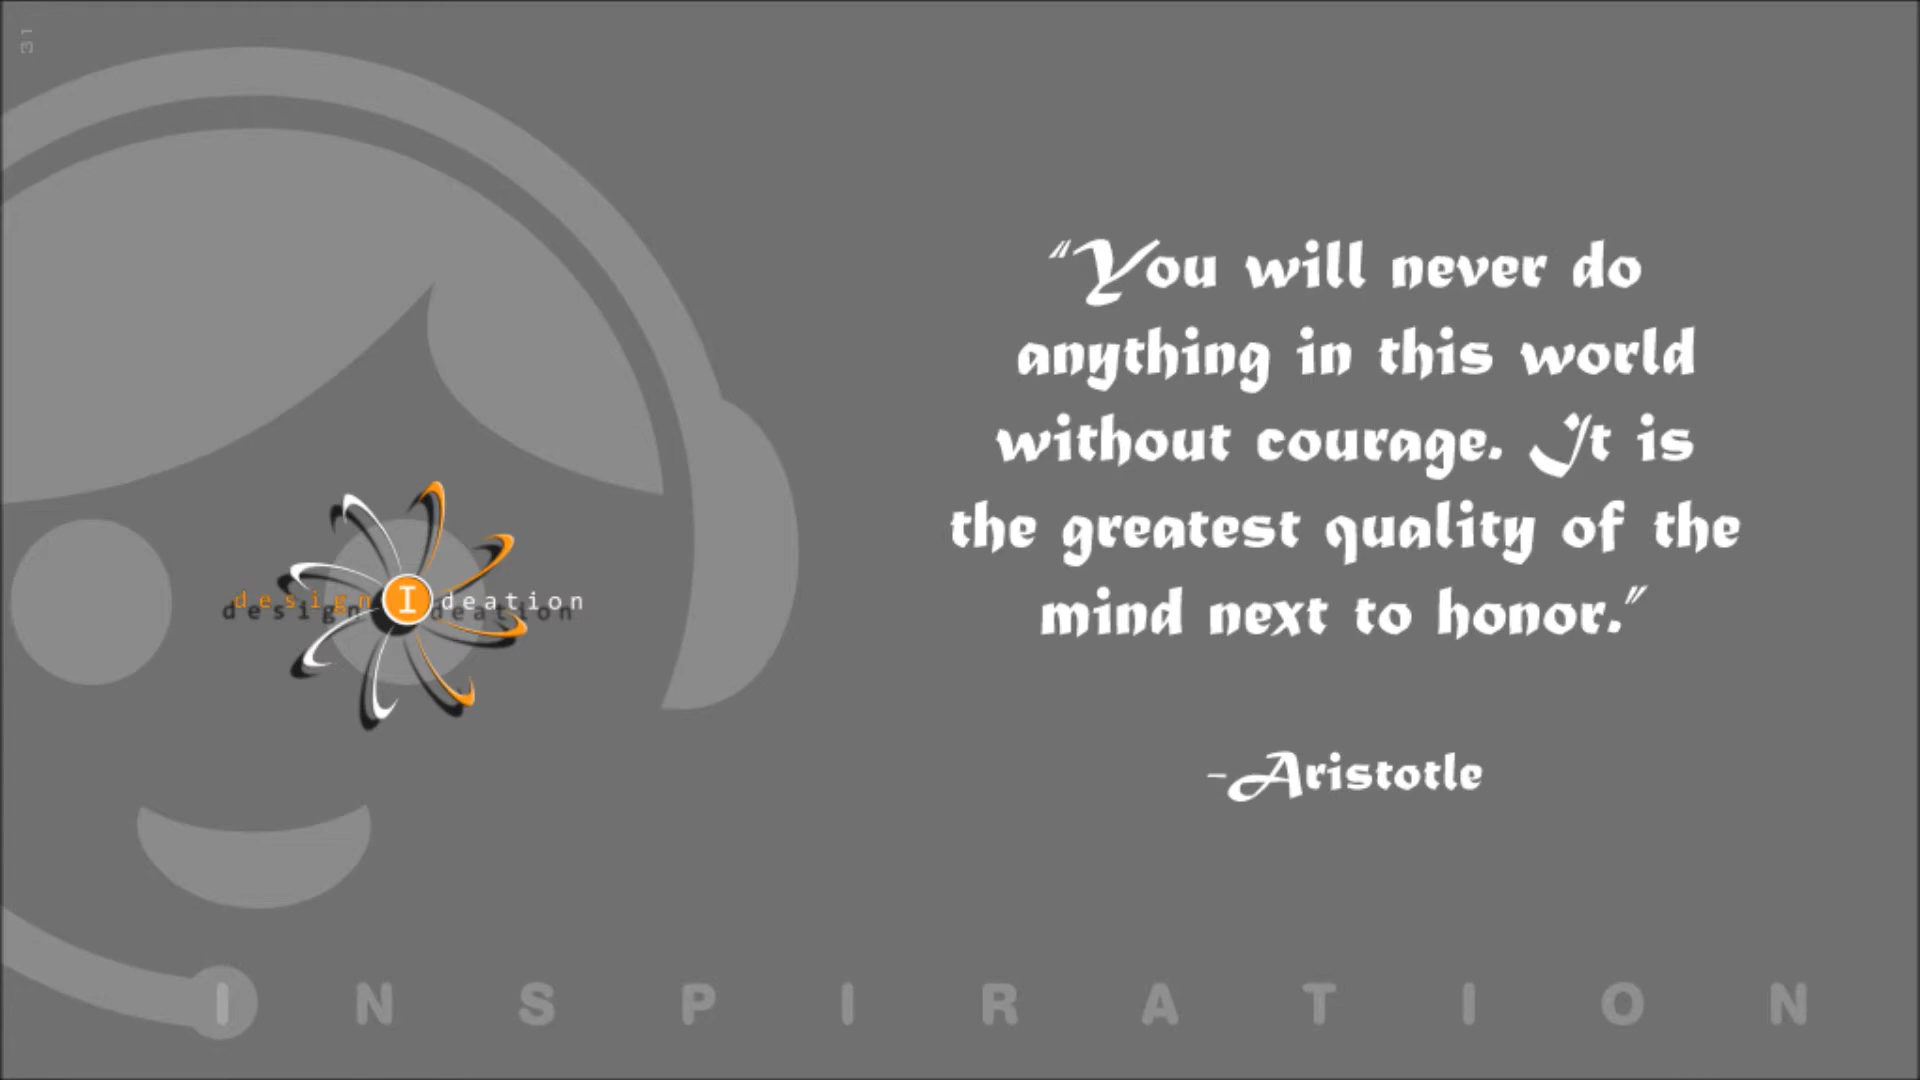 31
“You will never do
anything in this world
without courage. It is
the greatest quality of the
mind next to honor.”
-Aristotle
design Ideation
INSPIRATION